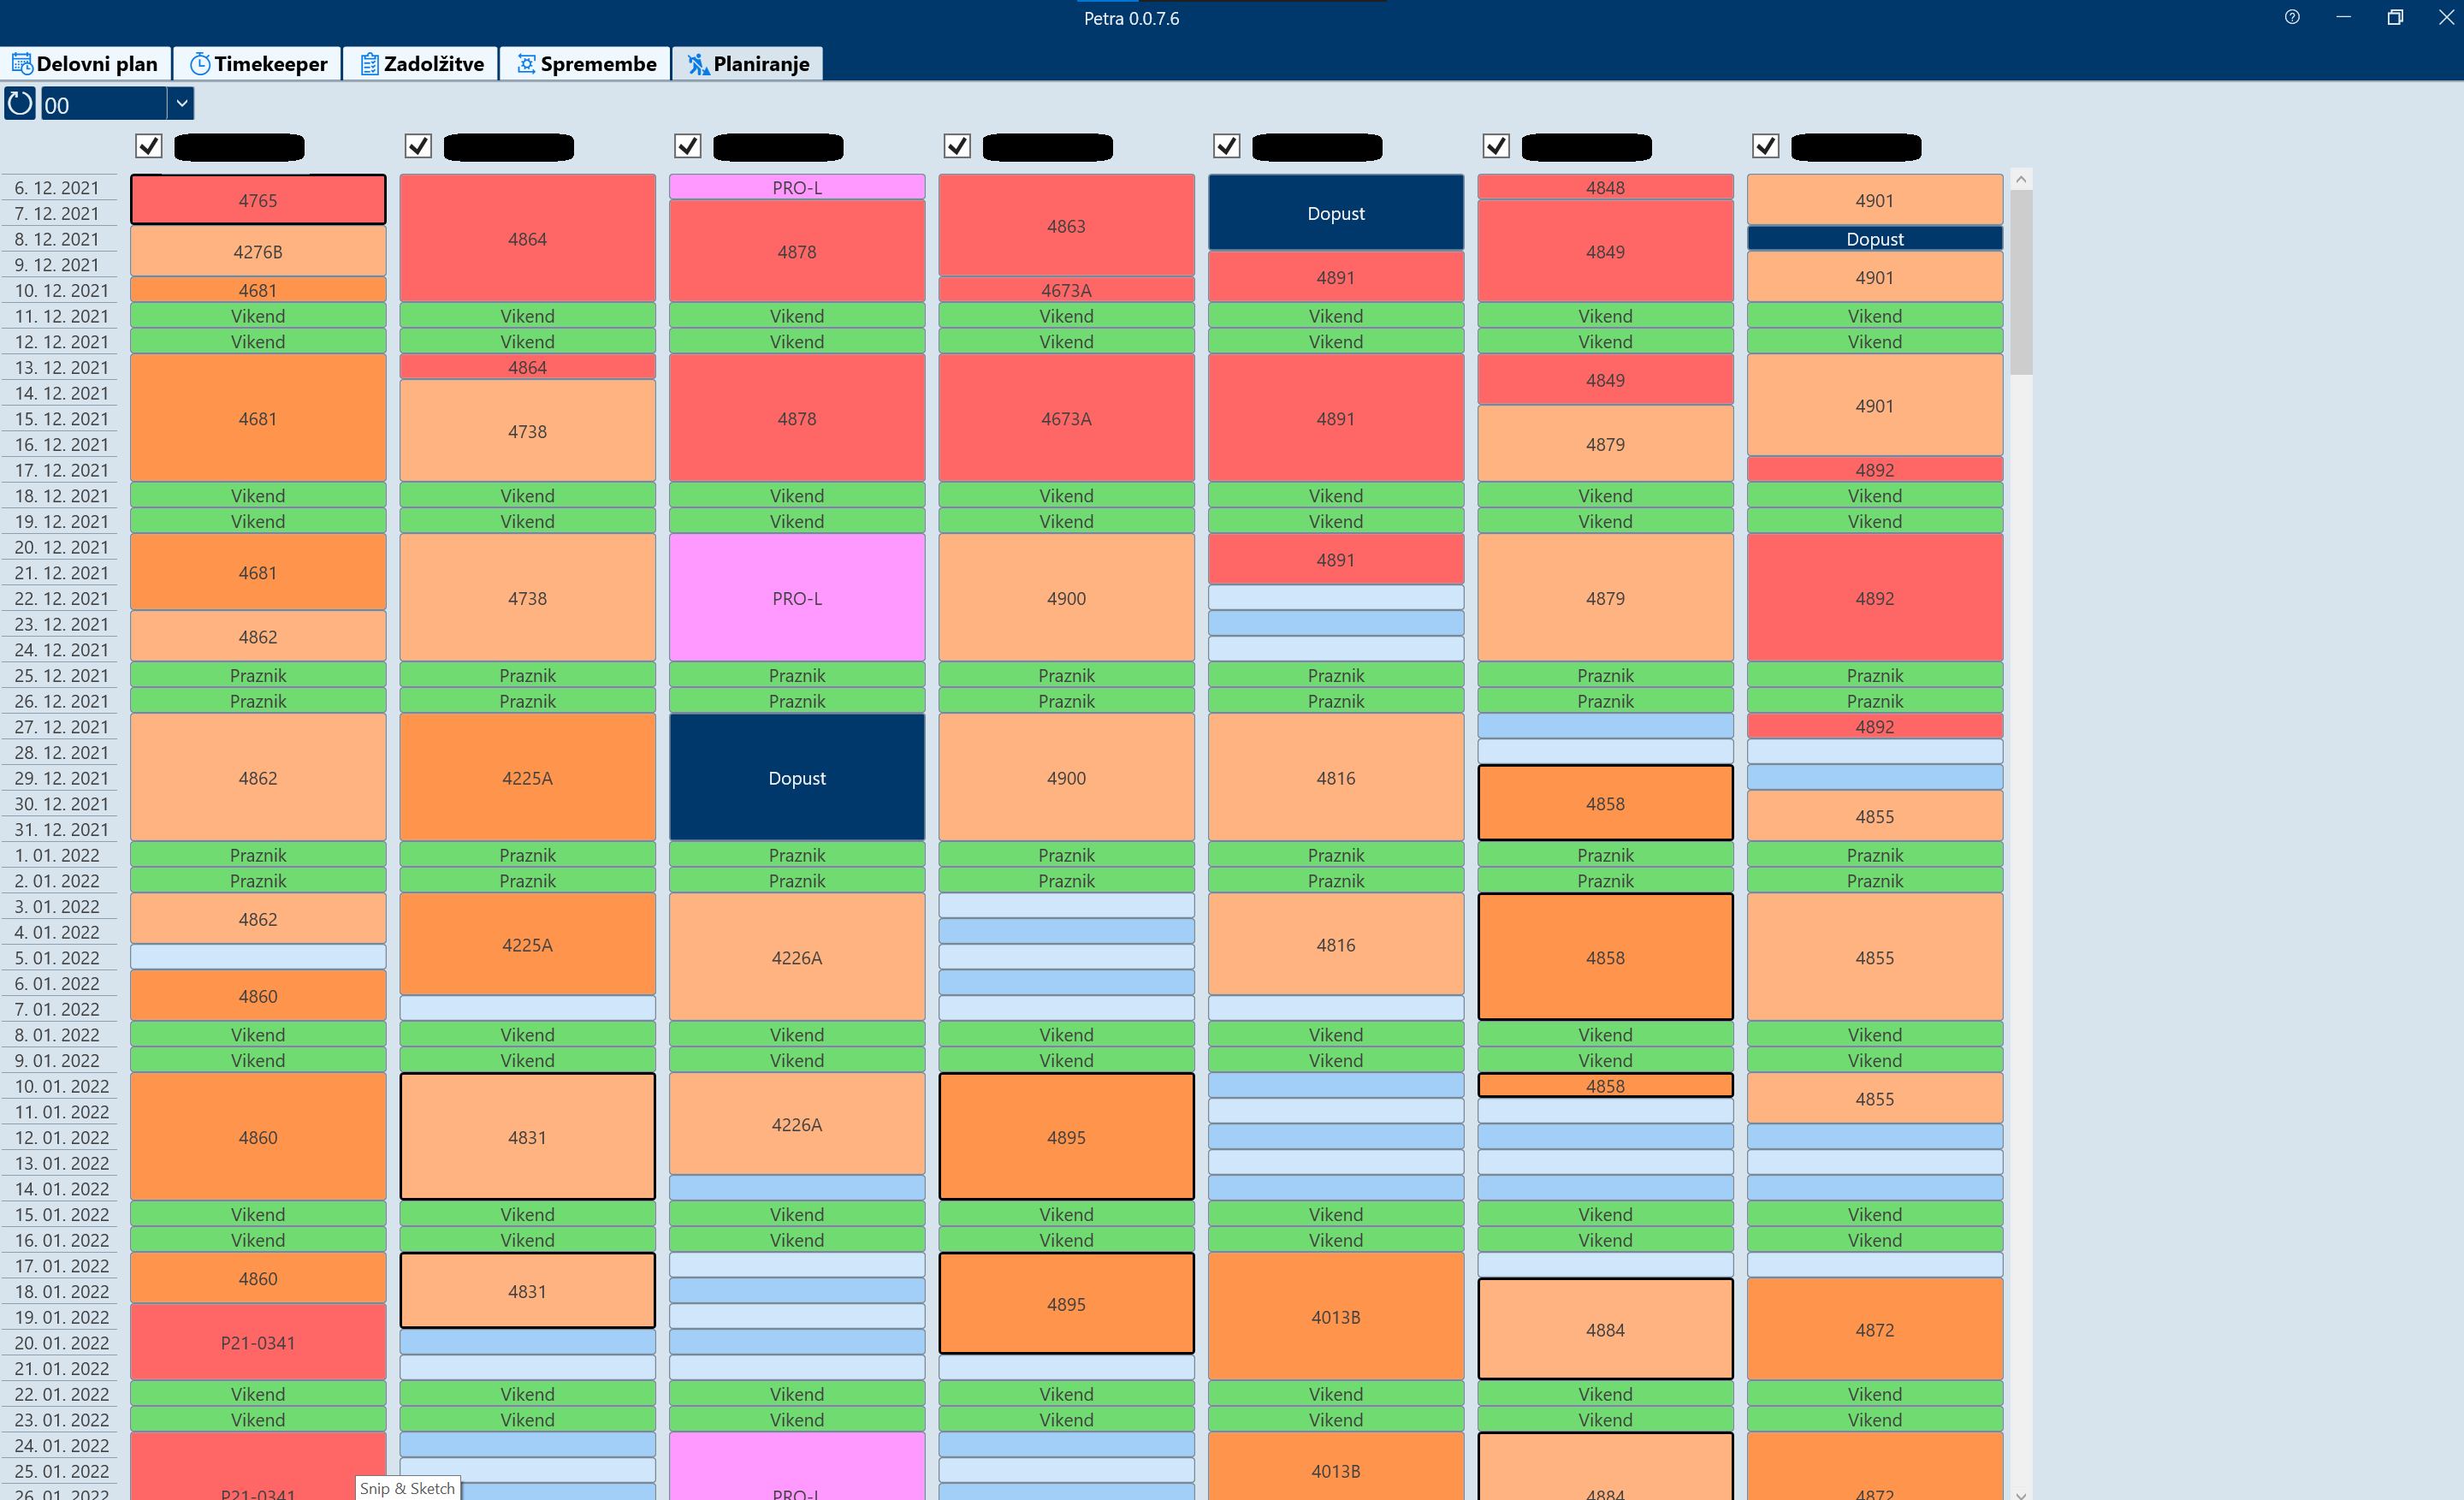 Petra 0.0.7.6
Delovni plan Timekeeper Zadolžitve Spremembe Planiranje
00
6. 12. 2021 4765 4864 PRO-L 4863 Dopust 4848 4901
7. 12. 2021 4878 4849
8. 12. 2021 4276B Dopust
9. 12. 2021 4891 4901
10. 12. 2021 4681 4673A
11. 12. 2021 Vikend Vikend Vikend Vikend Vikend Vikend Vikend
12. 12. 2021 Vikend Vikend Vikend Vikend Vikend Vikend Vikend
13. 12. 2021 4681 4864 4878 4673A 4891 4849 4901
14. 12. 2021 4738
15. 12. 2021 4879
16. 12. 2021
17. 12. 2021 4892
18. 12. 2021 Vikend Vikend Vikend Vikend Vikend Vikend Vikend
19. 12. 2021 Vikend Vikend Vikend Vikend Vikend Vikend Vikend
20. 12. 2021 4681 4738 PRO-L 4900 4891 4879 4892
21. 12. 2021
22. 12. 2021
23. 12. 2021 4862
24. 12. 2021
25. 12. 2021 Praznik Praznik Praznik Praznik Praznik Praznik Praznik
26. 12. 2021 Praznik Praznik Praznik Praznik Praznik Praznik Praznik
27. 12. 2021 4862 4225A Dopust 4900 4816 4892
28. 12. 2021
29. 12. 2021 4858
30. 12. 2021 4855
31. 12. 2021
1. 01. 2022 Praznik Praznik Praznik Praznik Praznik Praznik Praznik
2. 01. 2022 Praznik Praznik Praznik Praznik Praznik Praznik Praznik
3. 01. 2022 4862 4225A 4226A 4816 4858 4855
4. 01. 2022
5. 01. 2022
6. 01. 2022 4860
7. 01. 2022
8. 01. 2022 Vikend Vikend Vikend Vikend Vikend Vikend Vikend
9. 01. 2022 Vikend Vikend Vikend Vikend Vikend Vikend Vikend
10. 01. 2022 4860 4831 4226A 4895 4858 4855
11. 01. 2022
12. 01. 2022
13. 01. 2022
14. 01. 2022
15. 01. 2022 Vikend Vikend Vikend Vikend Vikend Vikend Vikend
16. 01. 2022 Vikend Vikend Vikend Vikend Vikend Vikend Vikend
17. 01. 2022 4860 4831 4895 4013B
18. 01. 2022 4884 4872
19. 01. 2022 P21-0341
20. 01. 2022
21. 01. 2022
22. 01. 2022 Vikend Vikend Vikend Vikend Vikend Vikend Vikend
23. 01. 2022 Vikend Vikend Vikend Vikend Vikend Vikend Vikend
24. 01. 2022
25. 01. 2022 4013B
26. 01. 2022 P21-0341 PRO-L 4884 4872
Snip & Sketch